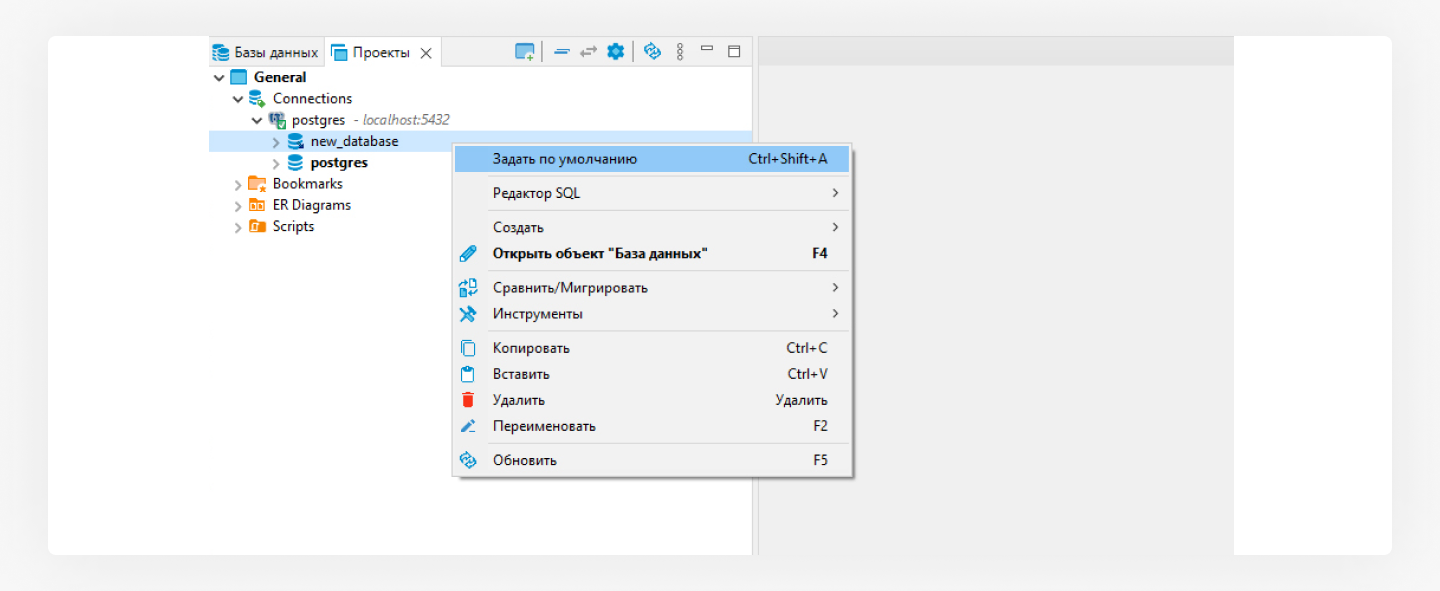 Базы данных Проекты
General
Connections
postgres - localhost:5432
new_database
postgres
Bookmarks
ER Diagrams
Scripts
Задать по умолчанию Ctrl+Shift+A
Редактор SQL
Создать
Открыть объект "База данных" F4
Сравнить/Мигрировать
Инструменты
Копировать Ctrl+C
Вставить Ctrl+V
Удалить Удалить
Переименовать F2
Обновить F5